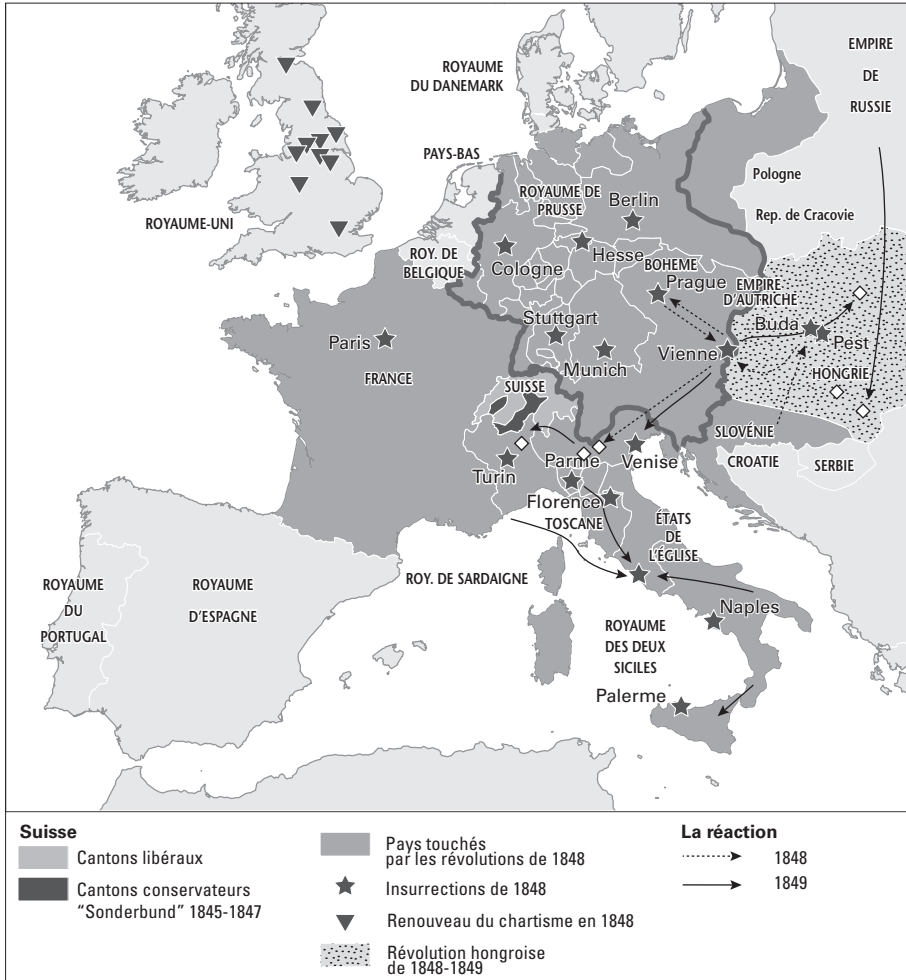 EMPIRE
DE
RUSSIE
ROYAUME
DU DANEMARK
PAYS-BAS
Pologne
ROYAUME DE
PRUSSE
Berlin
Rep. de Cracovie
ROYAUME-UNI
ROY. DE
BELGIQUE
Cologne
Hesse
BOHEME
Prague
EMPIRE
D'AUTRICHE
Stuttgart
Buda
Pest
Paris
Munich
Vienne
FRANCE
HONGRIE
SUISSE
SLOVÉNIE
Parme
Venise
CROATIE
SERBIE
Turin
Florence
TOSCANE
ÉTATS
DE
L'ÉGLISE
ROYAUME
DU
PORTUGAL
ROYAUME
D'ESPAGNE
ROY. DE SARDAIGNE
Naples
ROYAUME
DES DEUX
SICILES
Palerme
Suisse
Cantons libéraux
Cantons conservateurs
"Sonderbund" 1845-1847
Pays touchés
par les révolutions de 1848
Insurrections de 1848
Renouveau du chartisme en 1848
Révolution hongroise
de 1848-1849
La réaction
1848
1849